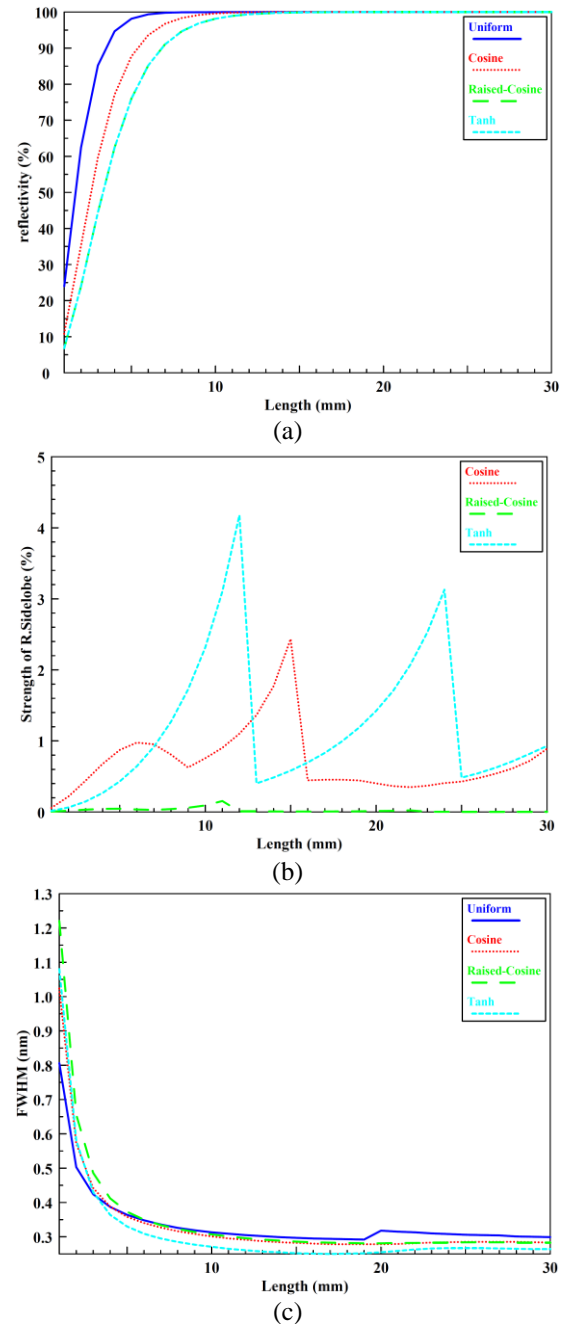 100
90
80
70
60
50
40
30
20
10
0
reflectivity (%)
Uniform
Cosine
Raised-Cosine
Tanh
10
20
30
Length (mm)
(a)
5
4
3
2
1
0
Strength of R.Sidelobe (%)
Cosine
Raised-Cosine
Tanh
10
20
30
Length (mm)
(b)
1.3
1.2
1.1
1.0
0.9
0.8
0.7
0.6
0.5
0.4
0.3
FWHM (nm)
Uniform
Cosine
Raised-Cosine
Tanh
10
20
30
Length (mm)
(c)